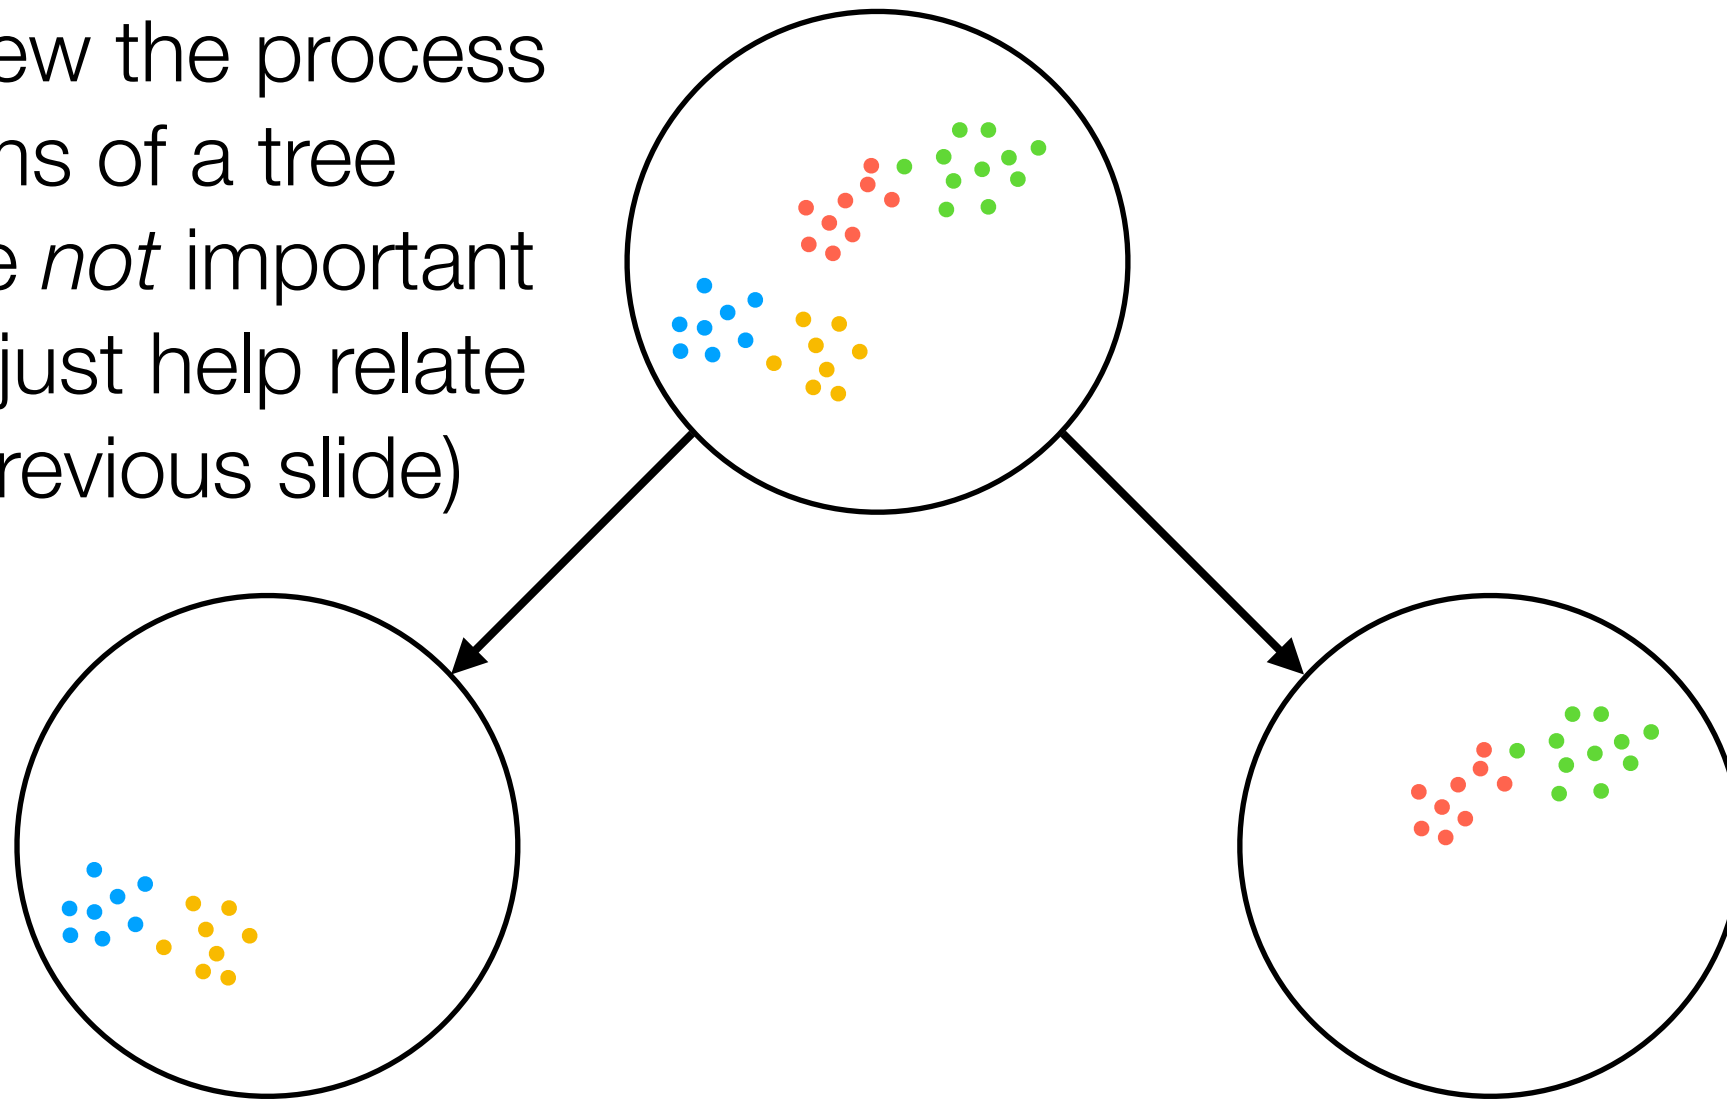 ew the process
ns of a tree
e not important
just help relate
revious slide)